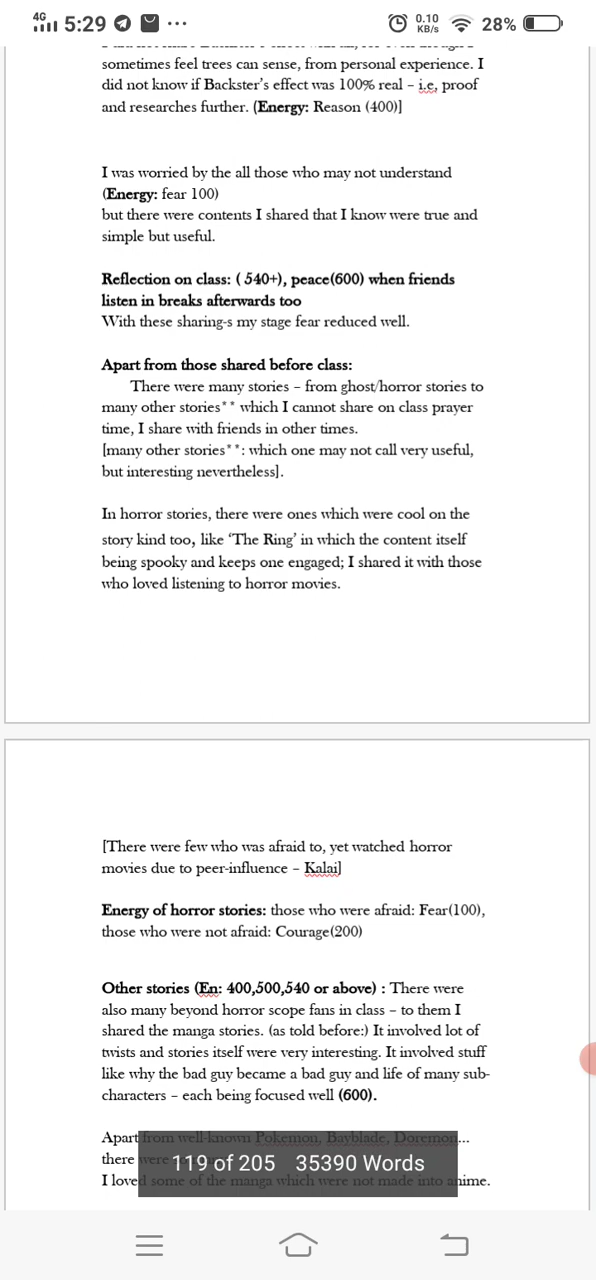 4G 5:29 ... 0.10 KB/s 28%
sometimes feel trees can sense, from personal experience. I
did not know if Backster's effect was 100% real – i.e, proof
and researches further. (Energy: Reason (400)]
I was worried by the all those who may not understand
(Energy: fear 100)
but there were contents I shared that I know were true and
simple but useful.
Reflection on class: ( 540+), peace(600) when friends
listen in breaks afterwards too
With these sharing-s my stage fear reduced well.
Apart from those shared before class:
There were many stories – from ghost/horror stories to
many other stories** which I cannot share on class prayer
time, I share with friends in other times.
[many other stories**: which one may not call very useful,
but interesting nevertheless].
In horror stories, there were ones which were cool on the
story kind too, like ‘The Ring’ in which the content itself
being spooky and keeps one engaged; I shared it with those
who loved listening to horror movies.
[There were few who was afraid to, yet watched horror
movies due to peer-influence – Kalai]
Energy of horror stories: those who were afraid: Fear(100),
those who were not afraid: Courage(200)
Other stories (En: 400,500,540 or above) : There were
also many beyond horror scope fans in class – to them I
shared the manga stories. (as told before:) It involved lot of
twists and stories itself were very interesting. It involved stuff
like why the bad guy became a bad guy and life of many sub-
characters – each being focused well (600).
Apart from well-known Pokemon, Bayblade, Doremon...
there were
119 of 205 35390 Words
I loved some of the manga which were not made into anime.